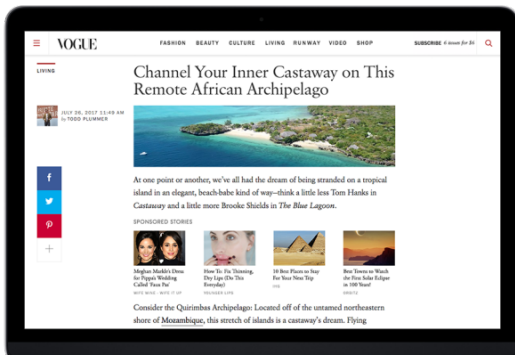 VOGUE
FASHION BEAUTY CULTURE LIVING RUNWAY VIDEO SHOP
SUBSCRIBE 6 issues for $6
LIVING
Channel Your Inner Castaway on This
Remote African Archipelago
JULY 26, 2017 11:49 AM
by TODD PLUMMER
At one point or another, we've all had the dream of being stranded on a tropical
island in an elegant, beach-babe kind of way—think a little less Tom Hanks in
Castaway and a little more Brooke Shields in The Blue Lagoon.
SPONSORED STORIES
Meghan Markle's Dress
for Pippa's Wedding
Called 'Faux Pas'
How To: Fix Thinning,
Dry Lips (Do This
Everyday)
10 Best Places to Stay
For Your Next Trip
Best Towns to Watch
the First Solar Eclipse
in 100 Years!
Consider the Quirimbas Archipelago: Located off of the untamed northeastern
shore of Mozambique, this stretch of islands is a castaway's dream. Flying